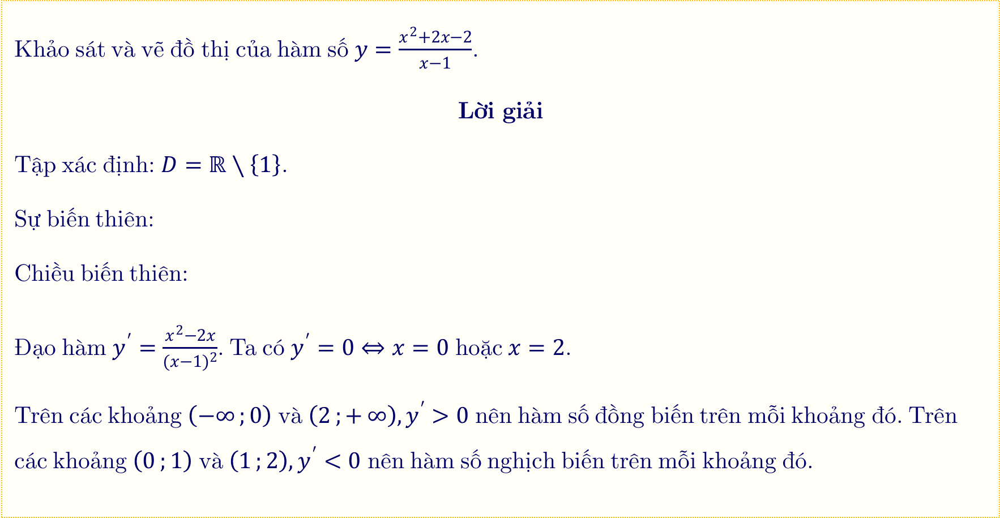 Khảo sát và vẽ đồ thị của hàm số $y = \frac{x^2+2x-2}{x-1}$.
Lời giải
Tập xác định: $D = \mathbb{R} \setminus \{1\}$.
Sự biến thiên:
Chiều biến thiên:
Đạo hàm $y' = \frac{x^2-2x}{(x-1)^2}$. Ta có $y' = 0 \Leftrightarrow x = 0$ hoặc $x = 2$.
Trên các khoảng $(-\infty\,; 0)$ và $(2\,; +\infty), y' > 0$ nên hàm số đồng biến trên mỗi khoảng đó. Trên
các khoảng $(0\,; 1)$ và $(1\,; 2), y' < 0$ nên hàm số nghịch biến trên mỗi khoảng đó.